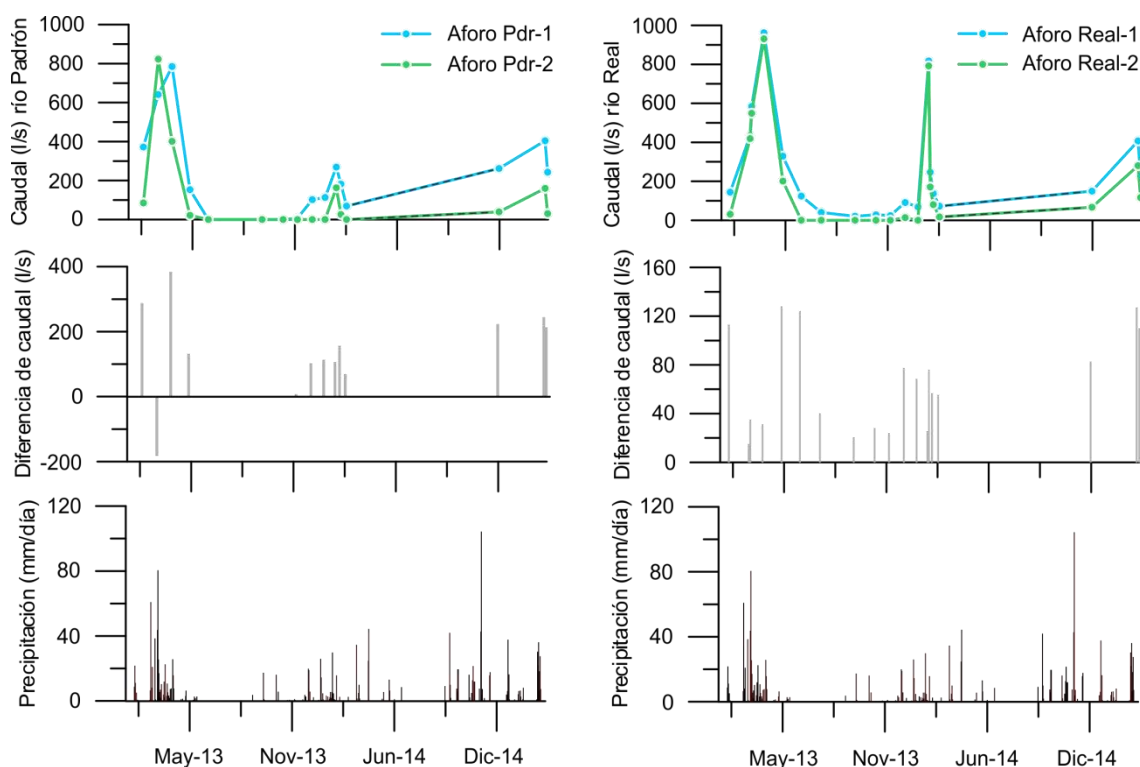 Caudal (l/s) río Padrón
1000
800
600
400
200
0
Aforo Pdr-1
Aforo Pdr-2
Caudal (l/s) río Real
1000
800
600
400
200
0
Aforo Real-1
Aforo Real-2
Diferencia de caudal (l/s)
400
200
0
-200
Diferencia de caudal (l/s)
160
120
80
40
0
Precipitación (mm/día)
120
80
40
0
May-13 Nov-13 Jun-14 Dic-14
Precipitación (mm/día)
120
80
40
0
May-13 Nov-13 Jun-14 Dic-14